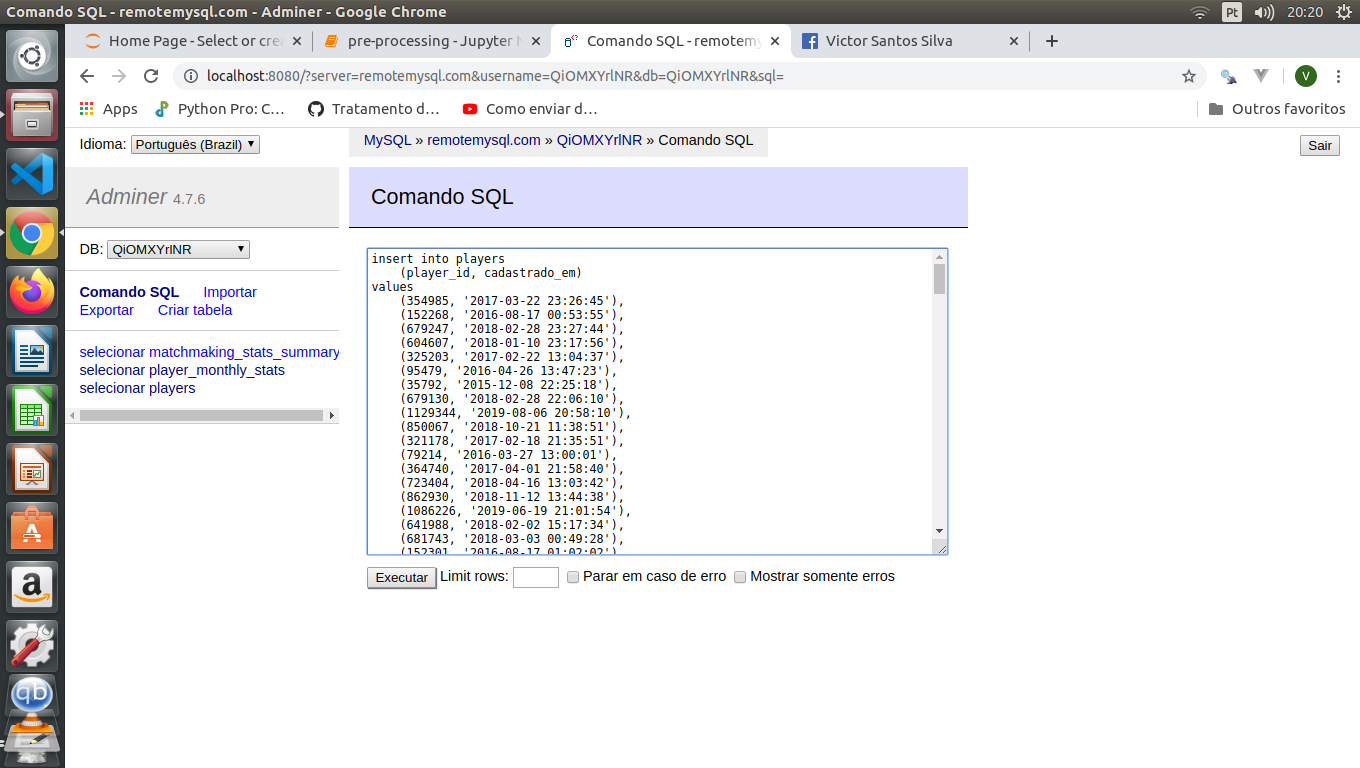 Comando SQL - remotemysql.com - Adminer - Google Chrome
Pt
20:20
Home Page - Select or cre
pre-processing - Jupyter N
Comando SQL - remotemy
Victor Santos Silva
localhost:8080/?server=remotemysql.com&username=QiOMXYrlNR&db=QiOMXYrlNR&sql=
V
Apps
Python Pro: C...
Tratamento d...
Como enviar d...
Outros favoritos
Idioma: Português (Brazil)
MySQL » remotemysql.com » QiOMXYrlNR » Comando SQL
Sair
Adminer 4.7.6
Comando SQL
DB: QiOMXYrlNR
Comando SQL Importar
Exportar Criar tabela
selecionar matchmaking_stats_summary
selecionar player_monthly_stats
selecionar players
insert into players
(player_id, cadastrado_em)
values
(354985, '2017-03-22 23:26:45'),
(152268, '2016-08-17 00:53:55'),
(679247, '2018-02-28 23:27:44'),
(604607, '2018-01-10 23:17:56'),
(325203, '2017-02-22 13:04:37'),
(95479, '2016-04-26 13:47:23'),
(35792, '2015-12-08 22:25:18'),
(679130, '2018-02-28 22:06:10'),
(1129344, '2019-08-06 20:58:10'),
(850067, '2018-10-21 11:38:51'),
(321178, '2017-02-18 21:35:51'),
(79214, '2016-03-27 13:00:01'),
(364740, '2017-04-01 21:58:40'),
(723404, '2018-04-16 13:03:42'),
(862930, '2018-11-12 13:44:38'),
(1086226, '2019-06-19 21:01:54'),
(641988, '2018-02-02 15:17:34'),
(681743, '2018-03-03 00:49:28'),
(152301, '2016-08-17 01:02:02'),
Executar Limit rows: Parar em caso de erro Mostrar somente erros
a
qb